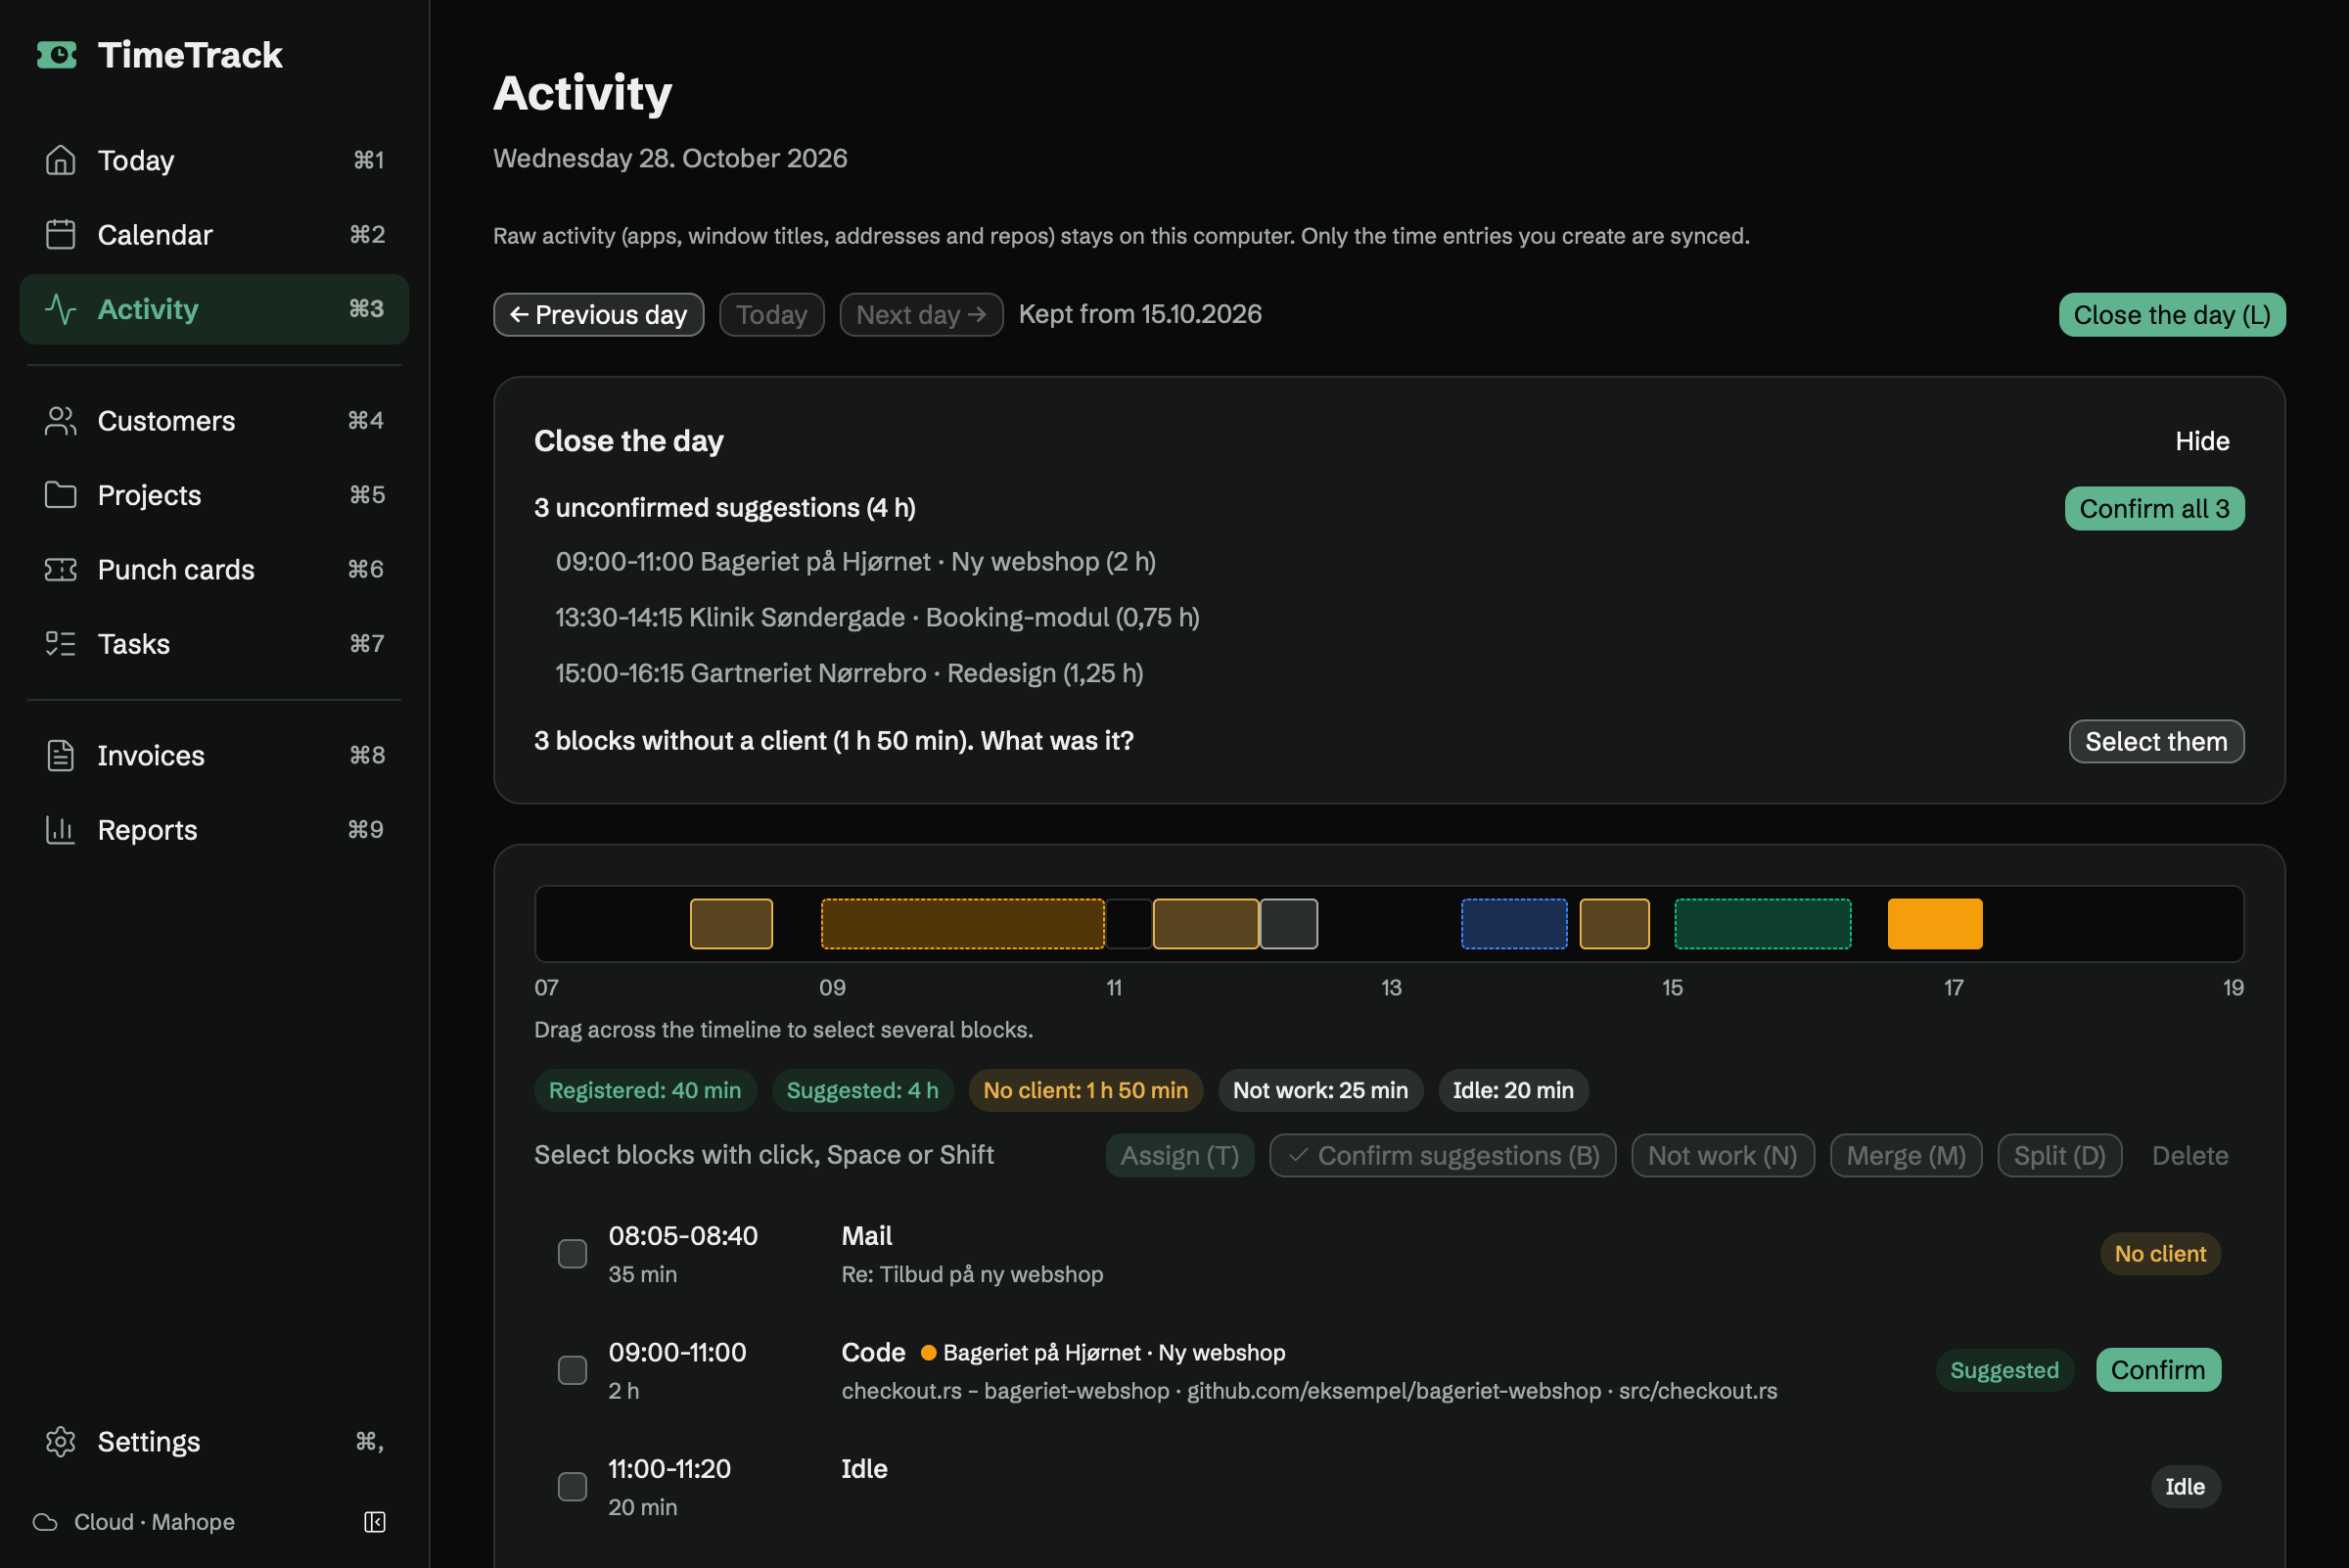 TimeTrack
Today ⌘1
Calendar ⌘2
Activity ⌘3
Customers ⌘4
Projects ⌘5
Punch cards ⌘6
Tasks ⌘7
Invoices ⌘8
Reports ⌘9
Settings ⌘,
Cloud · Mahope
Activity
Wednesday 28. October 2026
Raw activity (apps, window titles, addresses and repos) stays on this computer. Only the time entries you create are synced.
← Previous day Today Next day → Kept from 15.10.2026 Close the day (L)
Close the day Hide
3 unconfirmed suggestions (4 h) Confirm all 3
09:00-11:00 Bageriet på Hjørnet · Ny webshop (2 h)
13:30-14:15 Klinik Søndergade · Booking-modul (0,75 h)
15:00-16:15 Gartneriet Nørrebro · Redesign (1,25 h)
3 blocks without a client (1 h 50 min). What was it? Select them
07 09 11 13 15 17 19
Drag across the timeline to select several blocks.
Registered: 40 min Suggested: 4 h No client: 1 h 50 min Not work: 25 min Idle: 20 min
Select blocks with click, Space or Shift Assign (T) Confirm suggestions (B) Not work (N) Merge (M) Split (D) Delete
08:05-08:40 Mail No client
35 min Re: Tilbud på ny webshop
09:00-11:00 Code Bageriet på Hjørnet · Ny webshop Suggested Confirm
2 h checkout.rs – bageriet-webshop · github.com/eksempel/bageriet-webshop · src/checkout.rs
11:00-11:20 Idle Idle
20 min